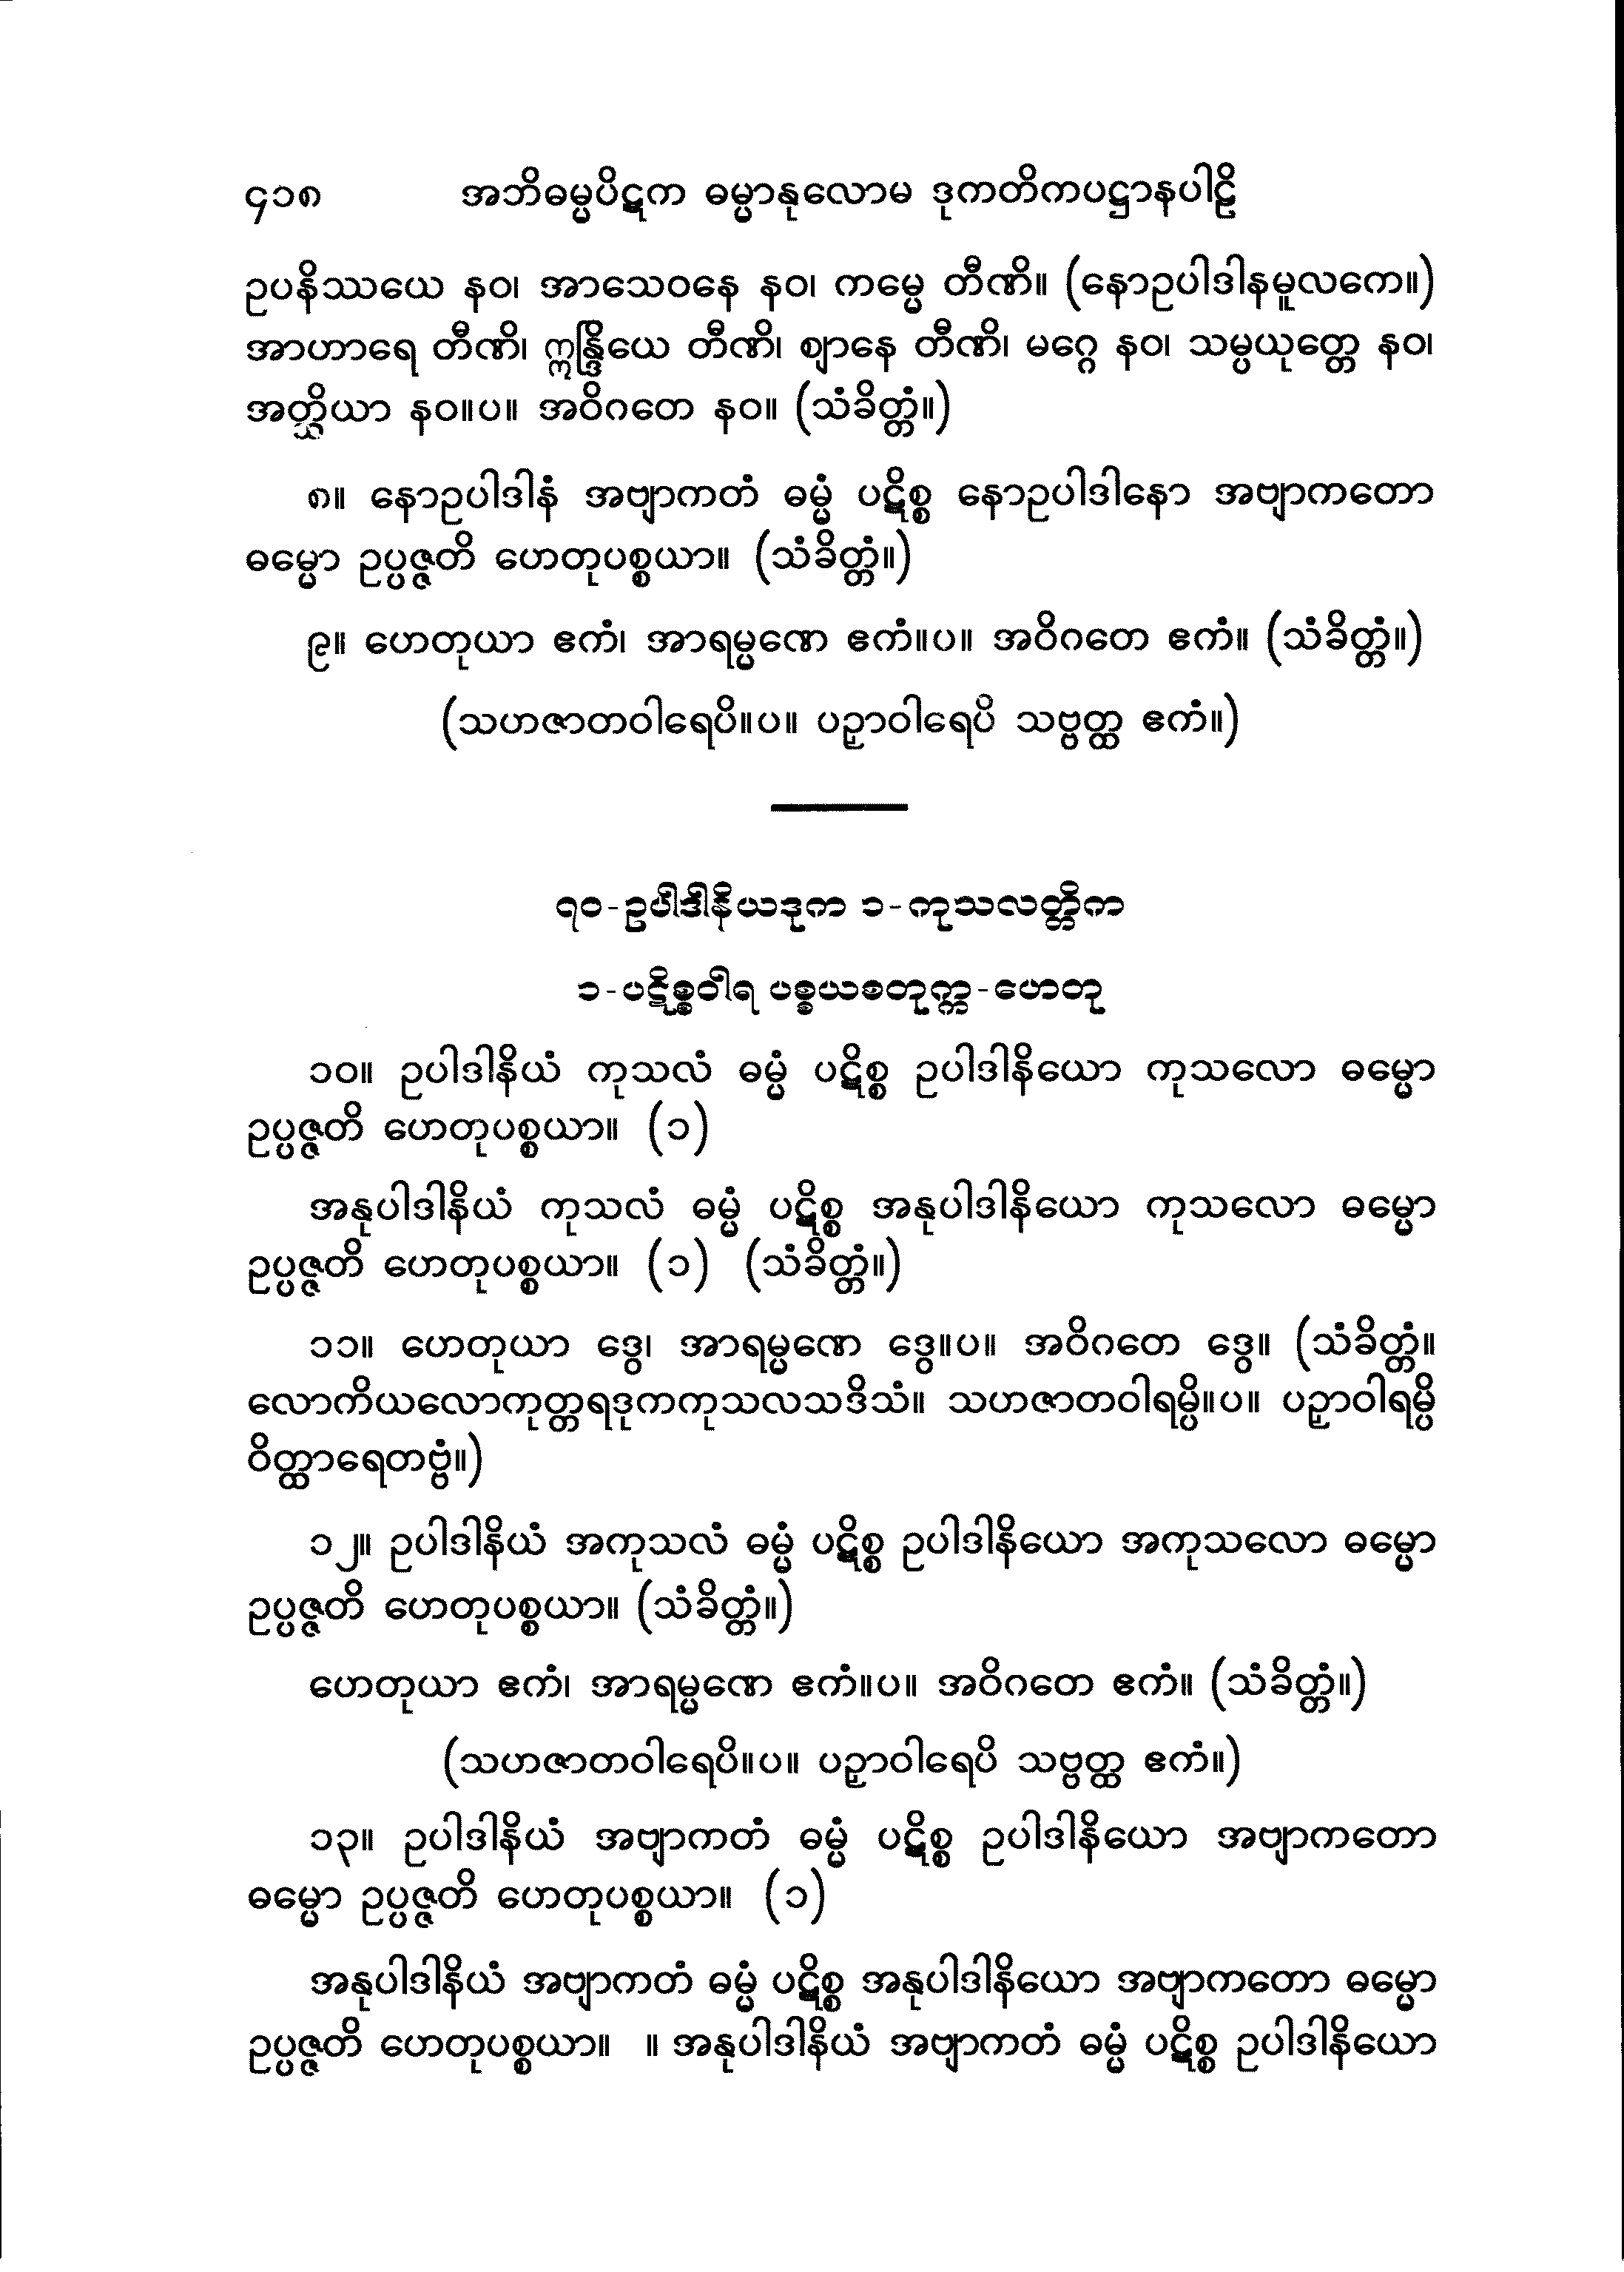 ၄၁၈ အဘိဓမ္မပိဋက ဓမ္မာနုလောမ ဒုကတိကပဋ္ဌာနပါဠိ
ဥပနိဿယေ နဝ၊ အာသေဝနေ နဝ၊ ကမ္မေ တီဏိ။ (နောဥပါဒါနမူလကေ။)
အာဟာရေ တီဏိ၊ ဣန္ဒြိယေ တီဏိ၊ ဈာနေ တီဏိ၊ မဂ္ဂေ နဝ၊ သမ္ပယုတ္တေ နဝ၊
အတ္ထိယာ နဝ။ပ။ အဝိဂတေ နဝ။ (သံခိတ္တံ။)
၈။ နောဥပါဒါနံ အဗျာကတံ ဓမ္မံ ပဋိစ္စ နောဥပါဒါနော အဗျာကတော
ဓမ္မော ဥပ္ပဇ္ဇတိ ဟေတုပစ္စယာ။ (သံခိတ္တံ။)
၉။ ဟေတုယာ ဧကံ၊ အာရမ္မဏေ ဧကံ။ပ။ အဝိဂတေ ဧကံ။ (သံခိတ္တံ။)
(သဟဇာတဝါရေပိ။ပ။ ပဉှာဝါရေပိ သဗ္ဗတ္ထ ဧကံ။)
၇၀-ဥပါဒါနိယဒုက ၁-ကုသလတ္တိက
၁-ပဋိစ္စဝါရ ပစ္စယစတုက္က-ဟေတု
၁၀။ ဥပါဒါနိယံ ကုသလံ ဓမ္မံ ပဋိစ္စ ဥပါဒါနိယော ကုသလော ဓမ္မော
ဥပ္ပဇ္ဇတိ ဟေတုပစ္စယာ။ (၁)
အနုပါဒါနိယံ ကုသလံ ဓမ္မံ ပဋိစ္စ အနုပါဒါနိယော ကုသလော ဓမ္မော
ဥပ္ပဇ္ဇတိ ဟေတုပစ္စယာ။ (၁) (သံခိတ္တံ။)
၁၁။ ဟေတုယာ ဒွေ၊ အာရမ္မဏေ ဒွေ။ပ။ အဝိဂတေ ဒွေ။ (သံခိတ္တံ။
လောကိယလောကုတ္တရဒုကကုသလသဒိသံ။ သဟဇာတဝါရမ္ပိ။ပ။ ပဉှာဝါရမ္ပိ
ဝိတ္ထာရေတဗ္ဗံ။)
၁၂။ ဥပါဒါနိယံ အကုသလံ ဓမ္မံ ပဋိစ္စ ဥပါဒါနိယော အကုသလော ဓမ္မော
ဥပ္ပဇ္ဇတိ ဟေတုပစ္စယာ။ (သံခိတ္တံ။)
ဟေတုယာ ဧကံ၊ အာရမ္မဏေ ဧကံ။ပ။ အဝိဂတေ ဧကံ။ (သံခိတ္တံ။)
(သဟဇာတဝါရေပိ။ပ။ ပဉှာဝါရေပိ သဗ္ဗတ္ထ ဧကံ။)
၁၃။ ဥပါဒါနိယံ အဗျာကတံ ဓမ္မံ ပဋိစ္စ ဥပါဒါနိယော အဗျာကတော
ဓမ္မော ဥပ္ပဇ္ဇတိ ဟေတုပစ္စယာ။ (၁)
အနုပါဒါနိယံ အဗျာကတံ ဓမ္မံ ပဋိစ္စ အနုပါဒါနိယော အဗျာကတော ဓမ္မော
ဥပ္ပဇ္ဇတိ ဟေတုပစ္စယာ။ ။ အနုပါဒါနိယံ အဗျာကတံ ဓမ္မံ ပဋိစ္စ ဥပါဒါနိယော